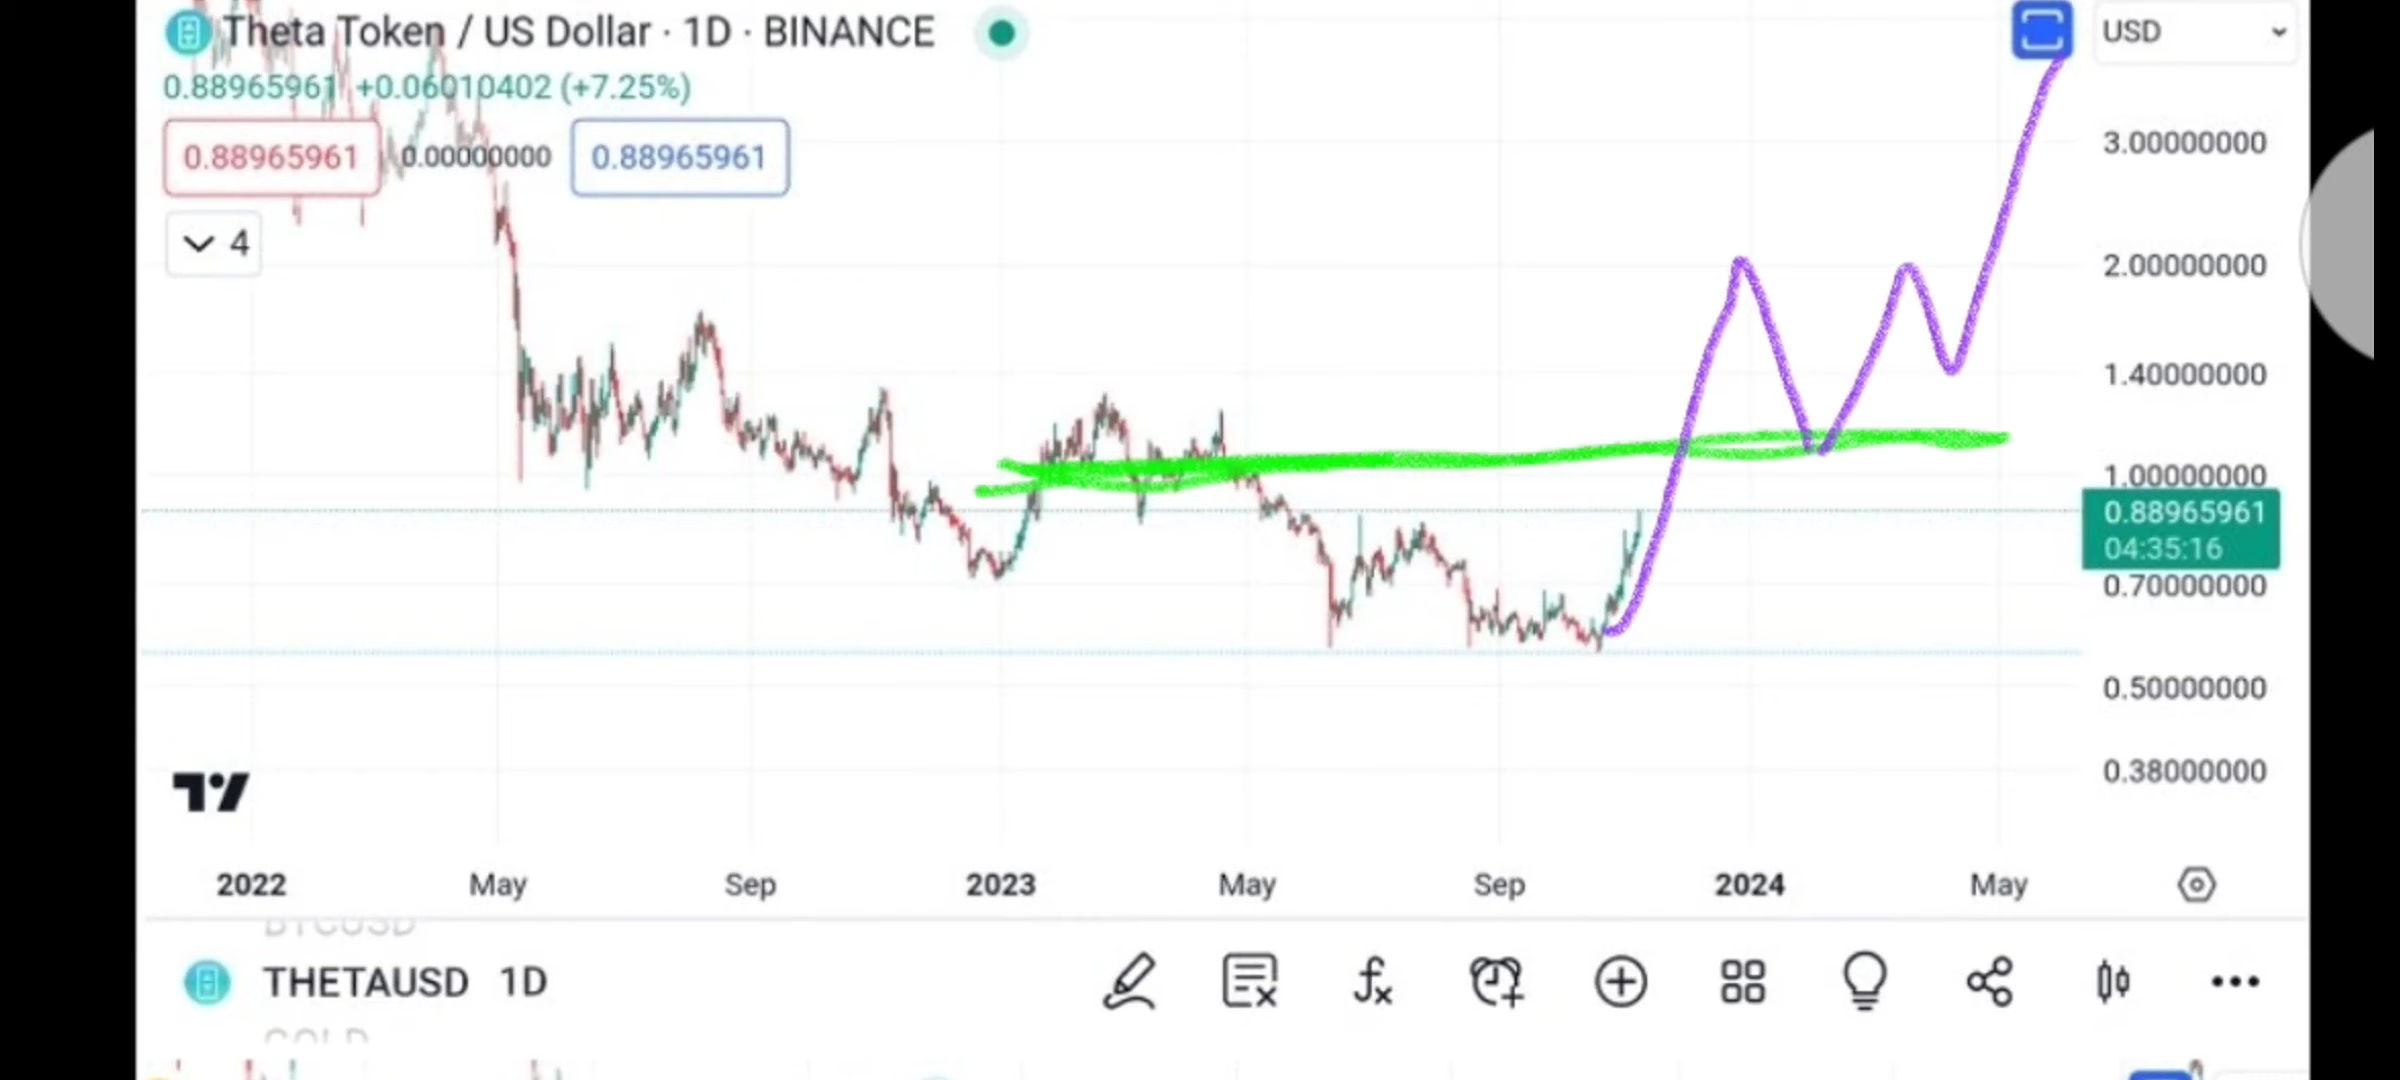 Theta Token / US Dollar · 1D · BINANCE
USD
0.88965961 +0.06010402 (+7.25%)
0.88965961 0.00000000 0.88965961
4
3.00000000
2.00000000
1.40000000
1.00000000
0.88965961
04:35:16
0.70000000
0.50000000
0.38000000
2022 May Sep 2023 May Sep 2024 May
BTCUSD
THETAUSD 1D
GOLD